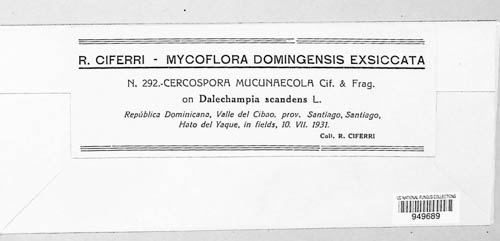 R. CIFERRI - MYCOFLORA DOMINGENSIS EXSICCATA
N. 292.-CERCOSPORA MUCUNAECOLA Cif. & Frag.
on Dalechampia scandens L.
República Dominicana, Valle del Cibao, prov. Santiago, Santiago,
Hato del Yaque, in fields, 10. VII. 1931.
Coll. R. CIFERRI
US NATIONAL FUNGUS COLLECTIONS
949689